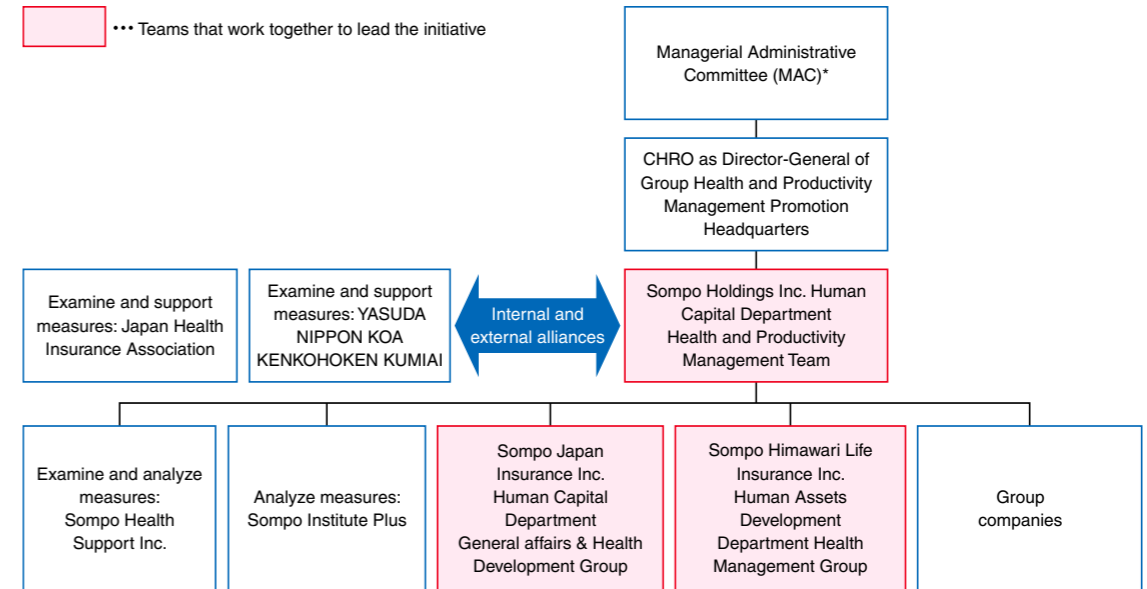 ••• Teams that work together to lead the initiative
Managerial Administrative
Committee (MAC)*
CHRO as Director-General of
Group Health and Productivity
Management Promotion
Headquarters
Examine and support
measures: Japan Health
Insurance Association
Examine and support
measures: YASUDA
NIPPON KOA
KENKOHOKEN KUMIAI
Internal and
external alliances
Sompo Holdings Inc. Human
Capital Department
Health and Productivity
Management Team
Examine and analyze
measures:
Sompo Health
Support Inc.
Analyze measures:
Sompo Institute Plus
Sompo Japan
Insurance Inc.
Human Capital
Department
General affairs & Health
Development Group
Sompo Himawari Life
Insurance Inc.
Human Assets
Development
Department Health
Management Group
Group
companies